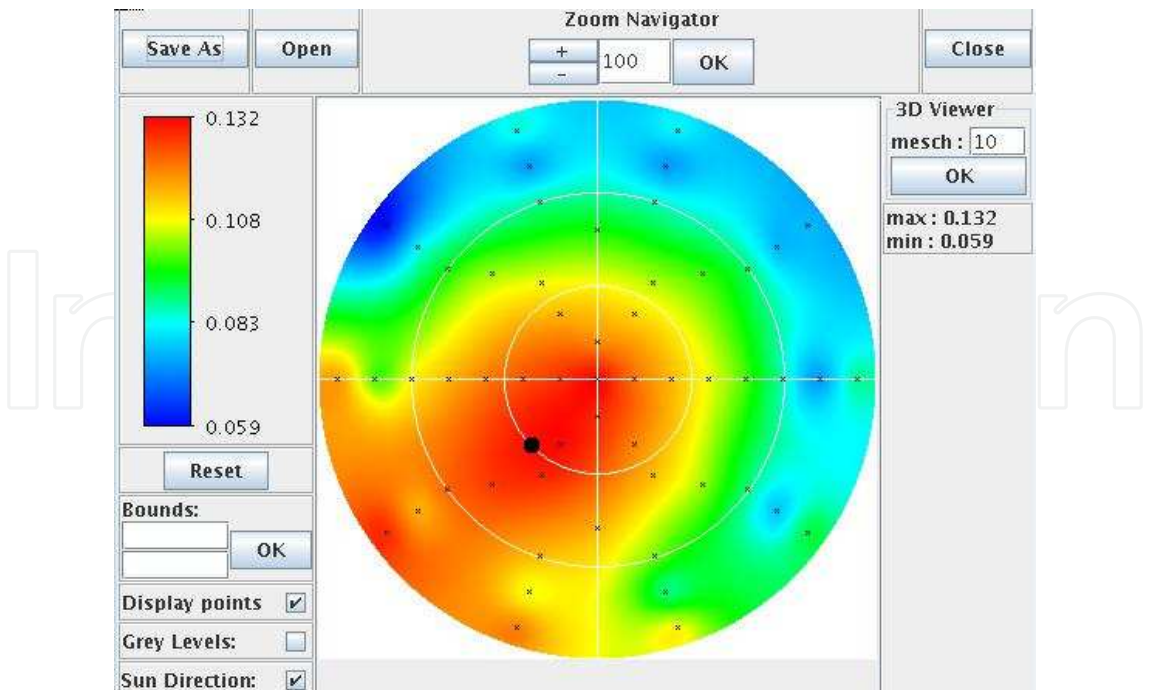 Zoom Navigator
Save As
Open
+
-
100
OK
Close
0.132
0.108
0.083
0.059
3D Viewer
mesch : 10
OK
max : 0.132
min : 0.059
Reset
Bounds:
OK
Display points
Grey Levels:
Sun Direction: